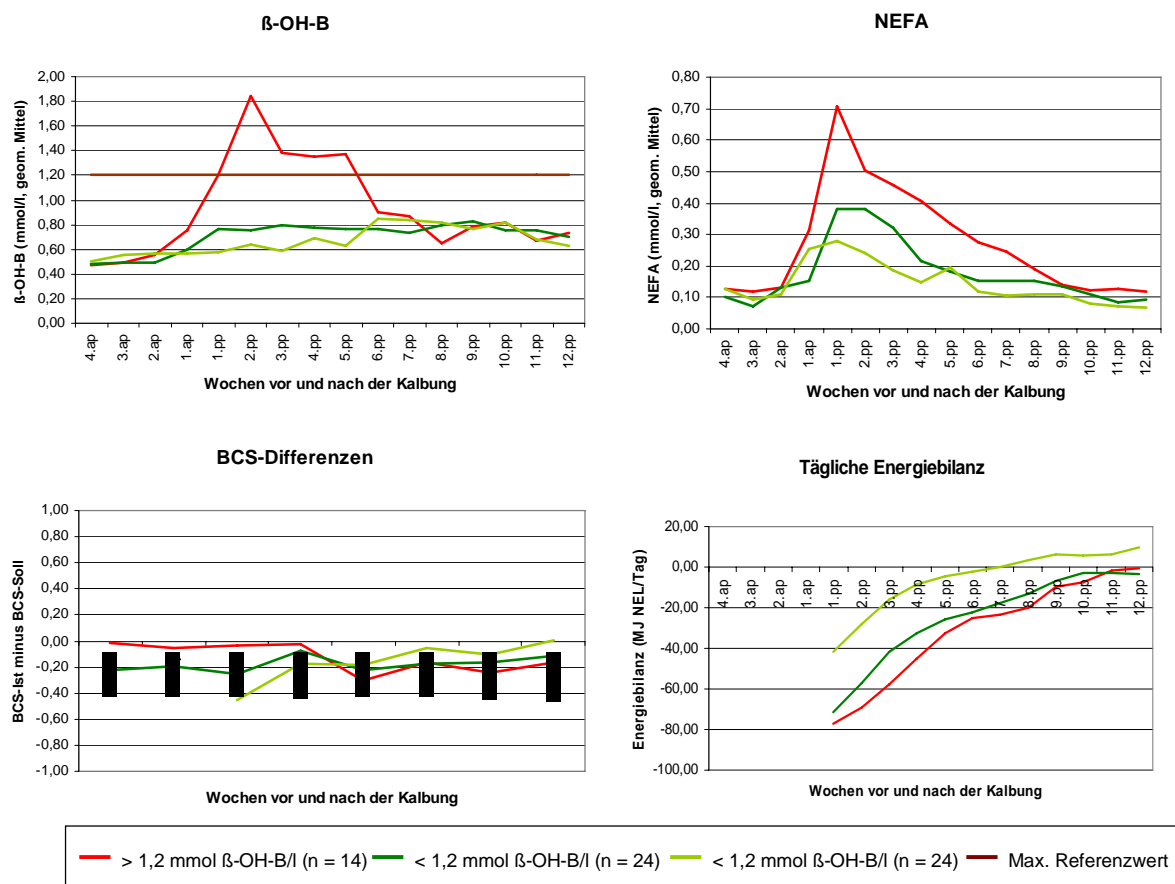 ß-OH-B
ß-OH-B (mmol/l, geom. Mittel)
2,00
1,80
1,60
1,40
1,20
1,00
0,80
0,60
0,40
0,20
0,00
4.ap 3.ap 2.ap 1.ap 1.pp 2.pp 3.pp 4.pp 5.pp 6.pp 7.pp 8.pp 9.pp 10.pp 11.pp 12.pp
Wochen vor und nach der Kalbung
NEFA
NEFA (mmol/l, geom. Mittel)
0,80
0,70
0,60
0,50
0,40
0,30
0,20
0,10
0,00
4.ap 3.ap 2.ap 1.ap 1.pp 2.pp 3.pp 4.pp 5.pp 6.pp 7.pp 8.pp 9.pp 10.pp 11.pp 12.pp
Wochen vor und nach der Kalbung
BCS-Differenzen
BCS-Ist minus BCS-Soll
1,00
0,80
0,60
0,40
0,20
0,00
-0,20
-0,40
-0,60
-0,80
-1,00
Wochen vor und nach der Kalbung
Tägliche Energiebilanz
Energiebilanz (MJ NEL/Tag)
20,00
0,00
-20,00
-40,00
-60,00
-80,00
-100,00
4.ap 3.ap 2.ap 1.ap 1.pp 2.pp 3.pp 4.pp 5.pp 6.pp 7.pp 8.pp 9.pp 10.pp 11.pp 12.pp
Wochen vor und nach der Kalbung
> 1,2 mmol ß-OH-B/l (n = 14) < 1,2 mmol ß-OH-B/l (n = 24) < 1,2 mmol ß-OH-B/l (n = 24) Max. Referenzwert